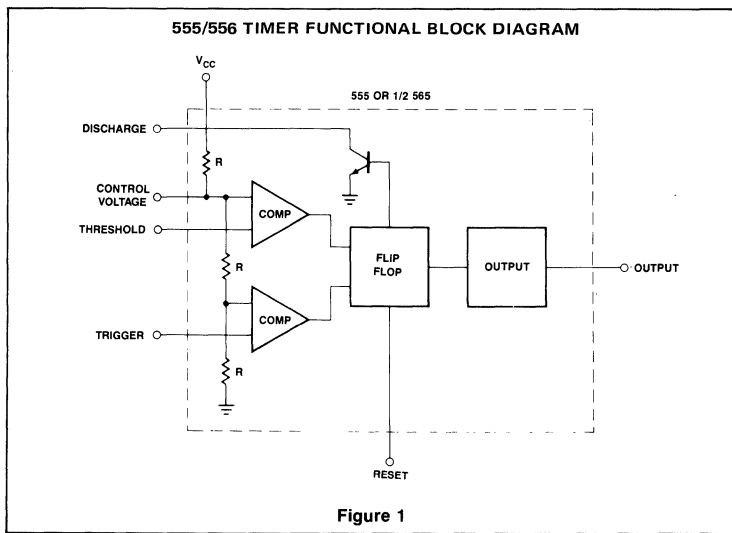 555/556 TIMER FUNCTIONAL BLOCK DIAGRAM
VCC
555 OR 1/2 565
DISCHARGE
R
CONTROL
VOLTAGE
COMP
THRESHOLD
FLIP
FLOP
OUTPUT
OUTPUT
R
COMP
TRIGGER
R
RESET
Figure 1